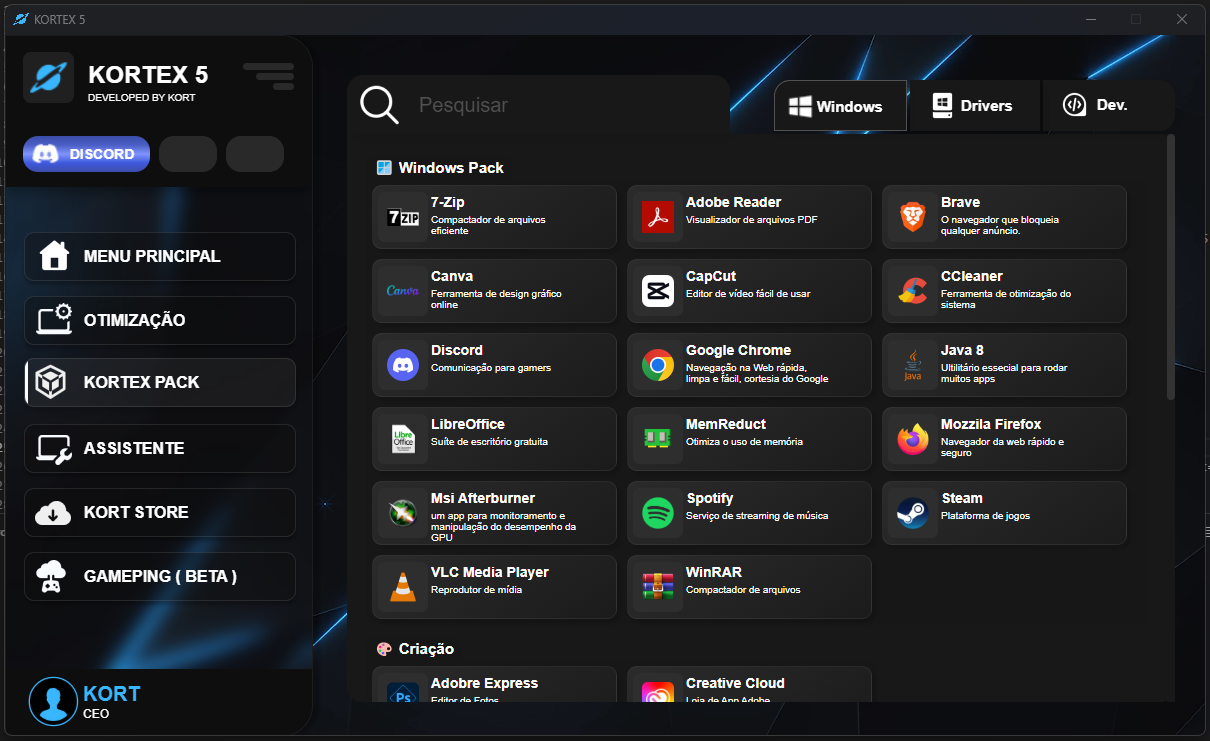 KORTEX 5
KORTEX 5
DEVELOPED BY KORT
DISCORD
MENU PRINCIPAL
OTIMIZAÇÃO
KORTEX PACK
ASSISTENTE
KORT STORE
GAMEPING ( BETA )
KORT
CEO
Pesquisar
Windows
Drivers
Dev.
Windows Pack
7-Zip
Compactador de arquivos
eficiente
Adobe Reader
Visualizador de arquivos PDF
Brave
O navegador que bloqueia
qualquer anúncio.
Canva
Ferramenta de design gráfico
online
CapCut
Editor de vídeo fácil de usar
CCleaner
Ferramenta de otimização do
sistema
Discord
Comunicação para gamers
Google Chrome
Navegação na Web rápida,
limpa e fácil, cortesia do Google
Java 8
Ultilitário essecial para rodar
muitos apps
LibreOffice
Suíte de escritório gratuita
MemReduct
Otimiza o uso de memória
Mozzila Firefox
Navegador da web rápido e
seguro
Msi Afterburner
um app para monitoramento e
manipulação do desempenho da
GPU
Spotify
Serviço de streaming de música
Steam
Plataforma de jogos
VLC Media Player
Reprodutor de mídia
WinRAR
Compactador de arquivos
Criação
Adobre Express
Editor de Fotos
Creative Cloud
Loja de App Adobe